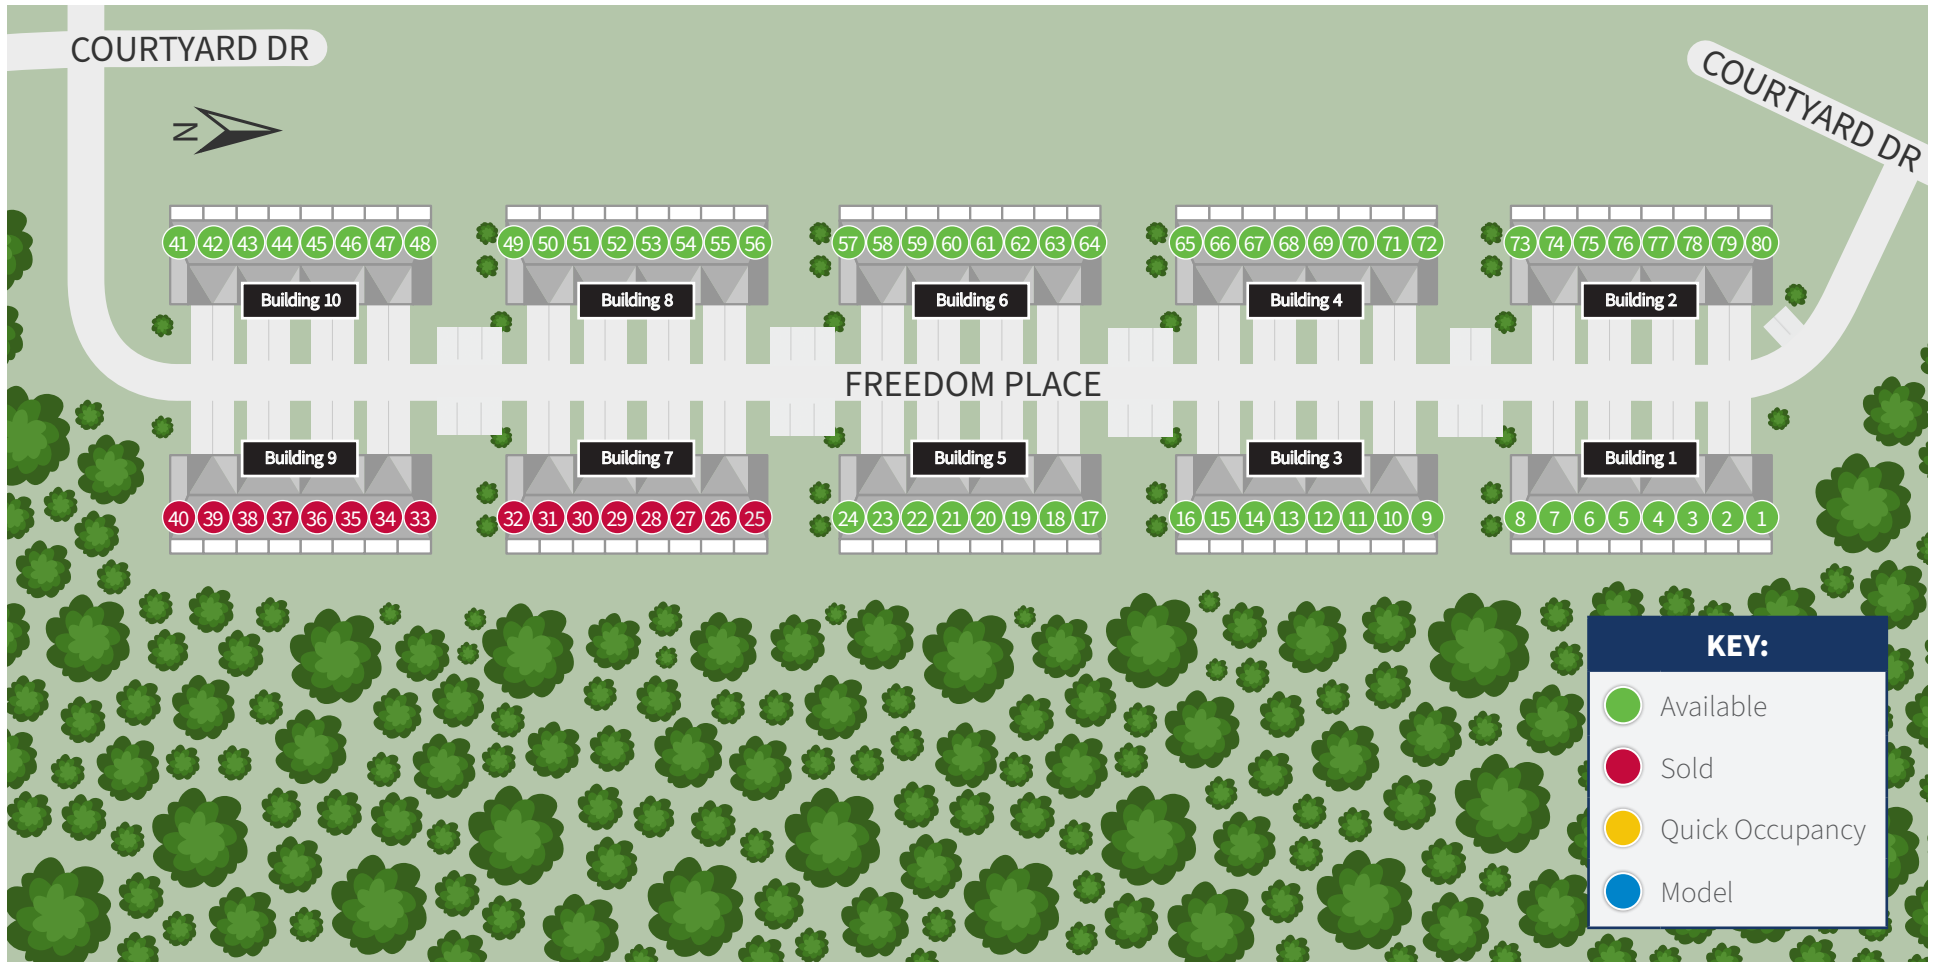 COURTYARD DR
COURTYARD DR
N
41 42 43 44 45 46 47 48
49 50 51 52 53 54 55 56
57 58 59 60 61 62 63 64
65 66 67 68 69 70 71 72
73 74 75 76 77 78 79 80
Building 10
Building 8
Building 6
Building 4
Building 2
FREEDOM PLACE
Building 9
Building 7
Building 5
Building 3
Building 1
40 39 38 37 36 35 34 33
32 31 30 29 28 27 26 25
24 23 22 21 20 19 18 17
16 15 14 13 12 11 10 9
8 7 6 5 4 3 2 1
KEY:
Available
Sold
Quick Occupancy
Model